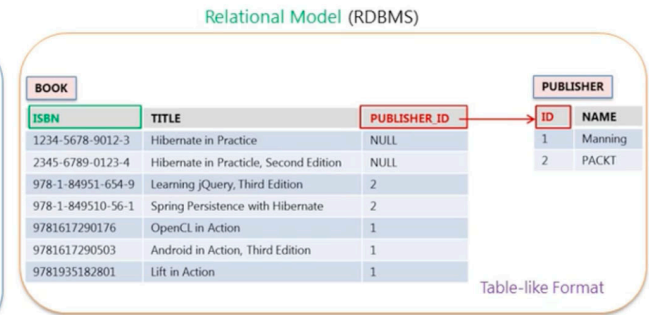 Relational Model (RDBMS)
BOOK
ISBN TITLE PUBLISHER_ID
1234-5678-9012-3 Hibernate in Practice NULL
2345-6789-0123-4 Hibernate in Practicle, Second Edition NULL
978-1-84951-654-9 Learning jQuery, Third Edition 2
978-1-849510-56-1 Spring Persistence with Hibernate 2
9781617290176 OpenCL in Action 1
9781617290503 Android in Action, Third Edition 1
9781935182801 Lift in Action 1
PUBLISHER
ID NAME
1 Manning
2 PACKT
Table-like Format